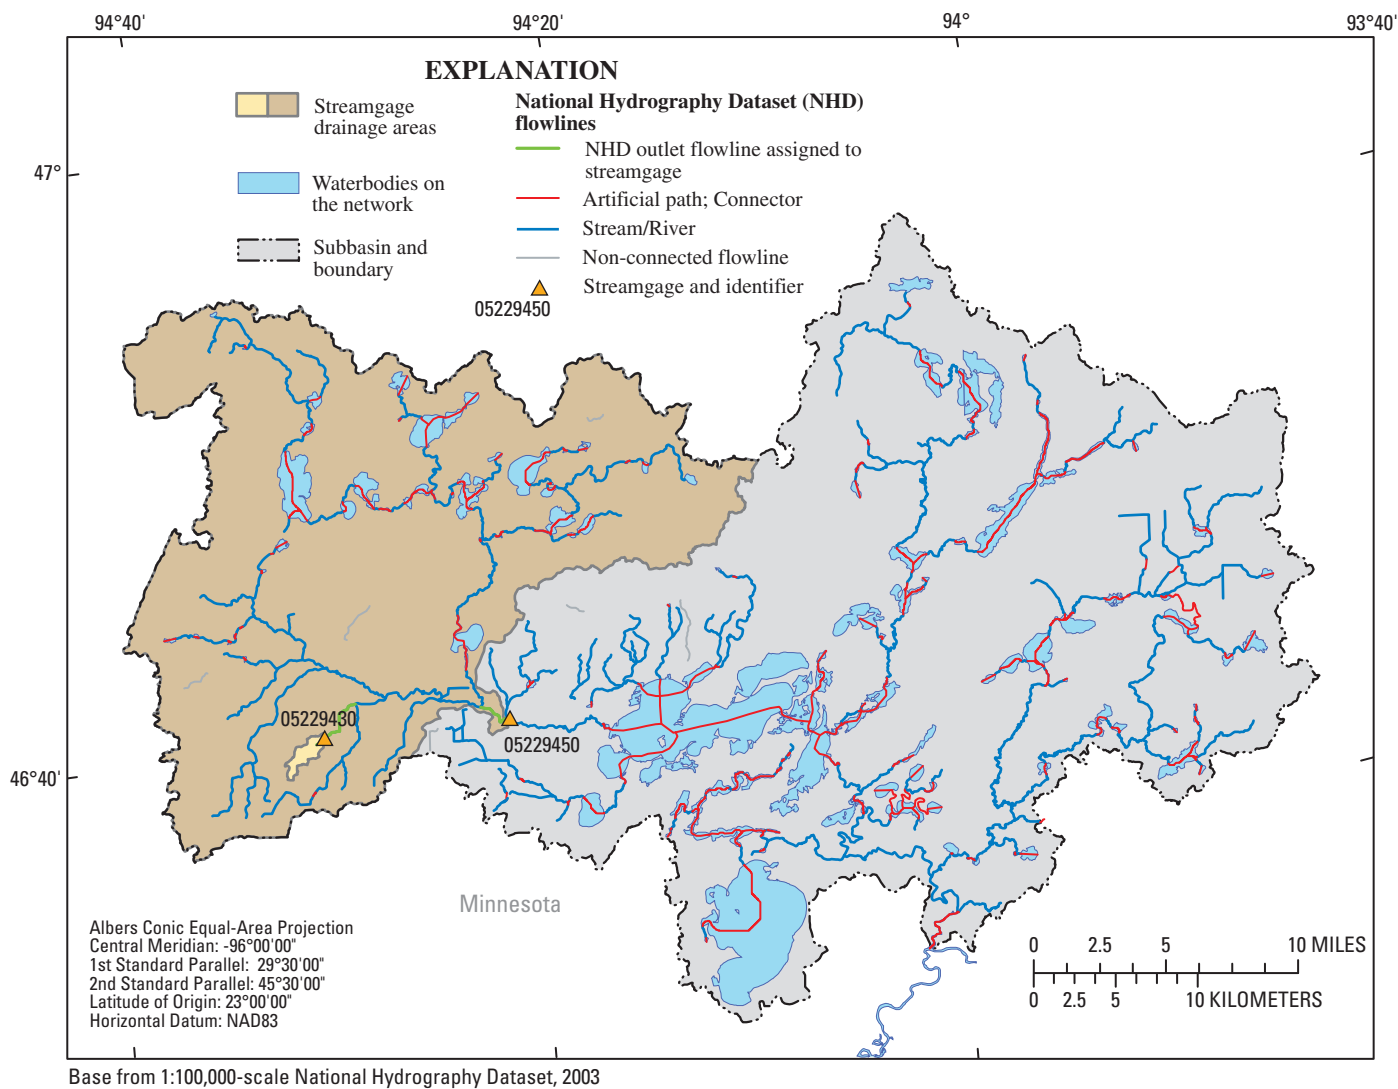 94°40'
94°20'
94°
93°40'
EXPLANATION
Streamgage
drainage areas
Waterbodies on
the network
Subbasin and
boundary
National Hydrography Dataset (NHD)
flowlines
NHD outlet flowline assigned to
streamgage
Artificial path; Connector
Stream/River
Non-connected flowline
Streamgage and identifier
05229450
47°
05229430
05229450
46°40'
Minnesota
Albers Conic Equal-Area Projection
Central Meridian: -96°00'00"
1st Standard Parallel: 29°30'00"
2nd Standard Parallel: 45°30'00"
Latitude of Origin: 23°00'00"
Horizontal Datum: NAD83
0 2.5 5 10 MILES
0 2.5 5 10 KILOMETERS
Base from 1:100,000-scale National Hydrography Dataset, 2003